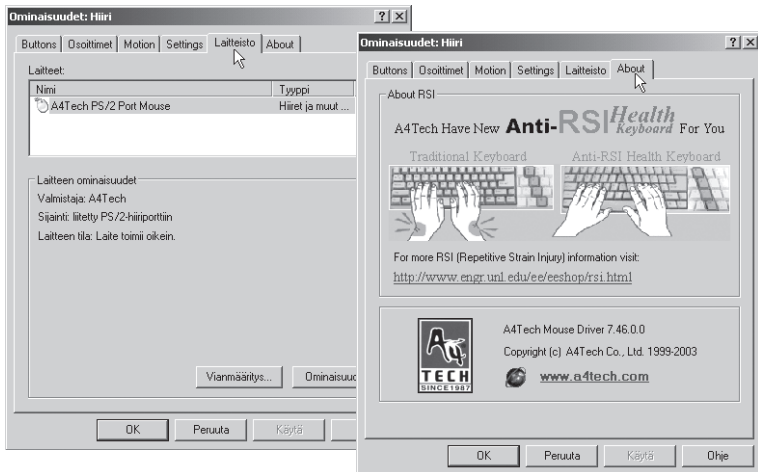 Ominaisuudet: Hiiri
Buttons Osoittimet Motion Settings Laitteisto About
Laitteet:
Nimi Tyyppi
A4Tech PS/2 Port Mouse Hiiret ja muut ...
Laitteen ominaisuudet
Valmistaja: A4Tech
Sijainti: liitetty PS/2-hiiriporttiin
Laitteen tila: Laite toimii oikein.
Vianmääritys...
OK Peruuta Käytä
Ominaisuudet: Hiiri
Buttons Osoittimet Motion Settings Laitteisto About
About RSI
A4Tech Have New Anti-RSI Health Keyboard For You
Traditional Keyboard Anti-RSI Health Keyboard
For more RSI (Repetitive Strain Injury) information visit:
http://www.engr.unl.edu/ee/eeshop/rsi.html
A4
TECH
SINCE1987
A4Tech Mouse Driver 7.46.0.0
Copyright (c) A4Tech Co., Ltd. 1999-2003
www.a4tech.com
OK Peruuta Käytä Ohje